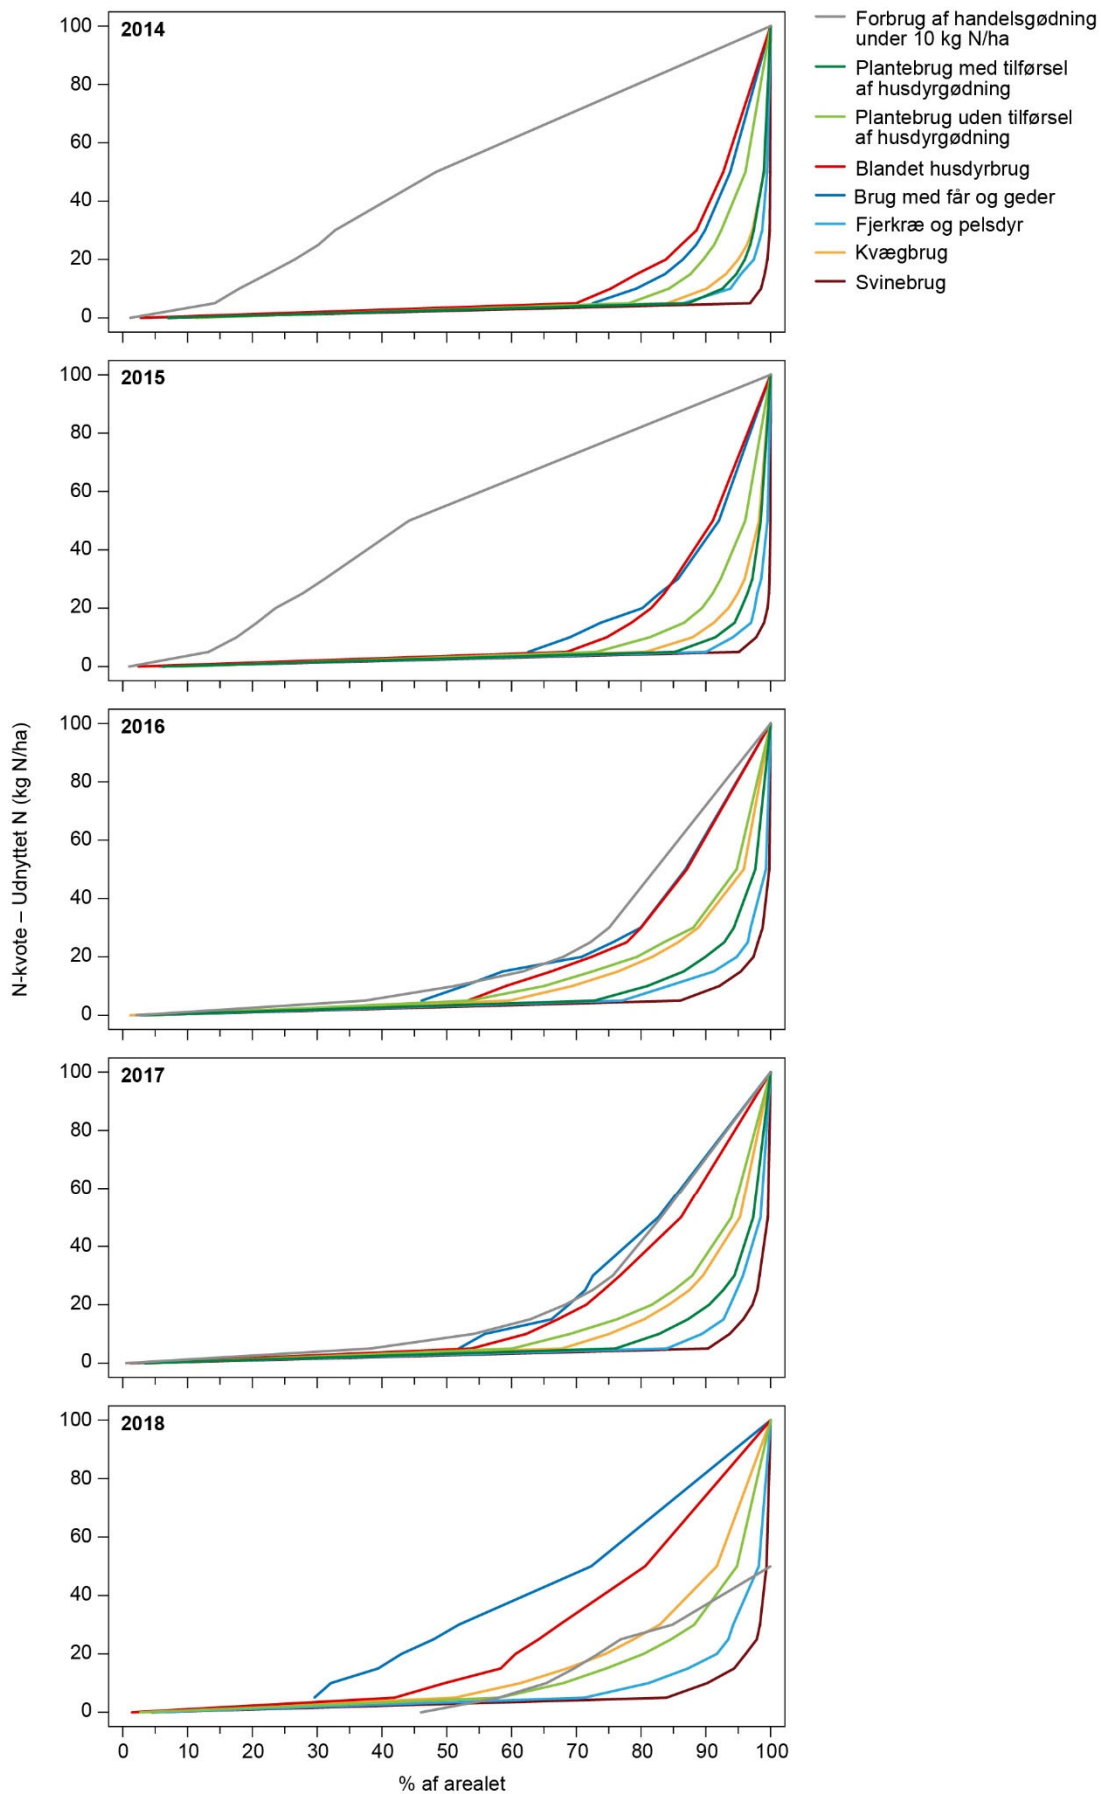 2014
100
80
60
40
20
0
Forbrug af handelsgødning
under 10 kg N/ha
Plantebrug med tilførsel
af husdyrgødning
Plantebrug uden tilførsel
af husdyrgødning
Blandet husdyrbrug
Brug med får og geder
Fjerkræ og pelsdyr
Kvægbrug
Svinebrug
2015
100
80
60
40
20
0
N-kvote – Udnyttet N (kg N/ha)
2016
100
80
60
40
20
0
2017
100
80
60
40
20
0
2018
100
80
60
40
20
0
0 10 20 30 40 50 60 70 80 90 100
% af arealet